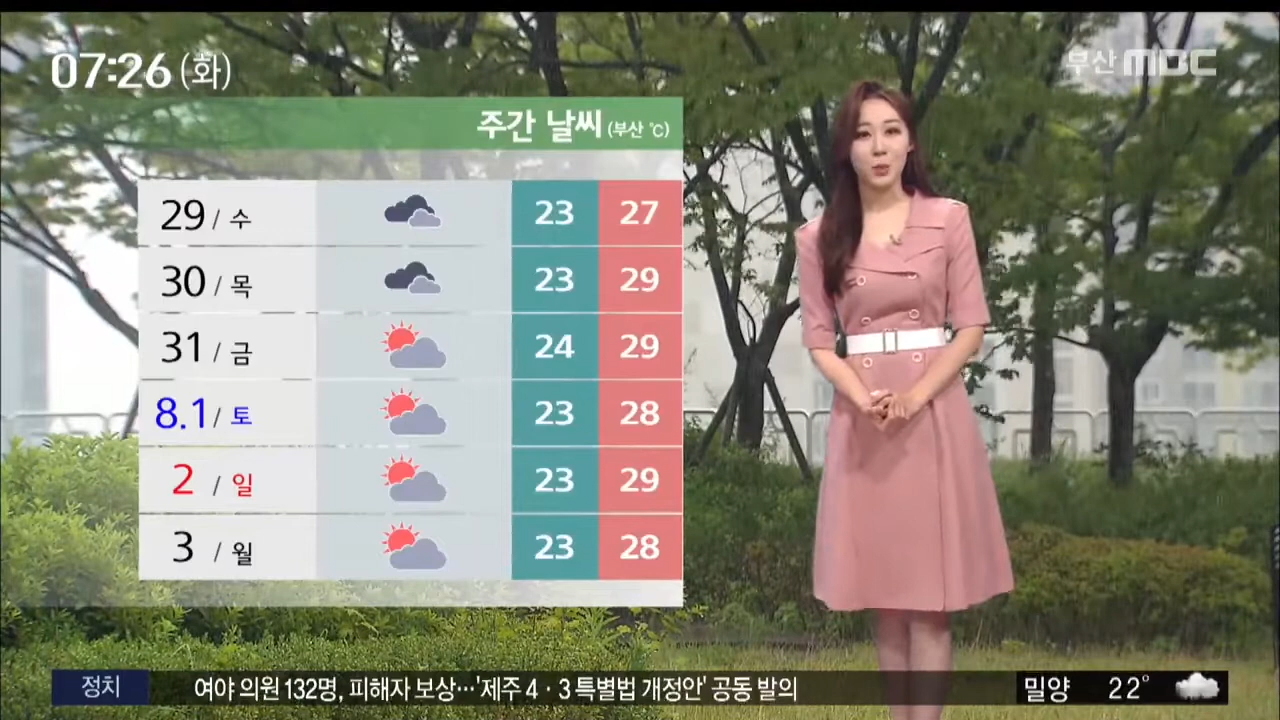 07:26 (화)
부산 MBC
주간 날씨 (부산 ℃)
29 / 수 23 27
30 / 목 23 29
31 / 금 24 29
8.1 / 토 23 28
2 / 일 23 29
3 / 월 23 28
정치 여야 의원 132명, 피해자 보상…'제주 4·3 특별법 개정안' 공동 발의 밀양 22°